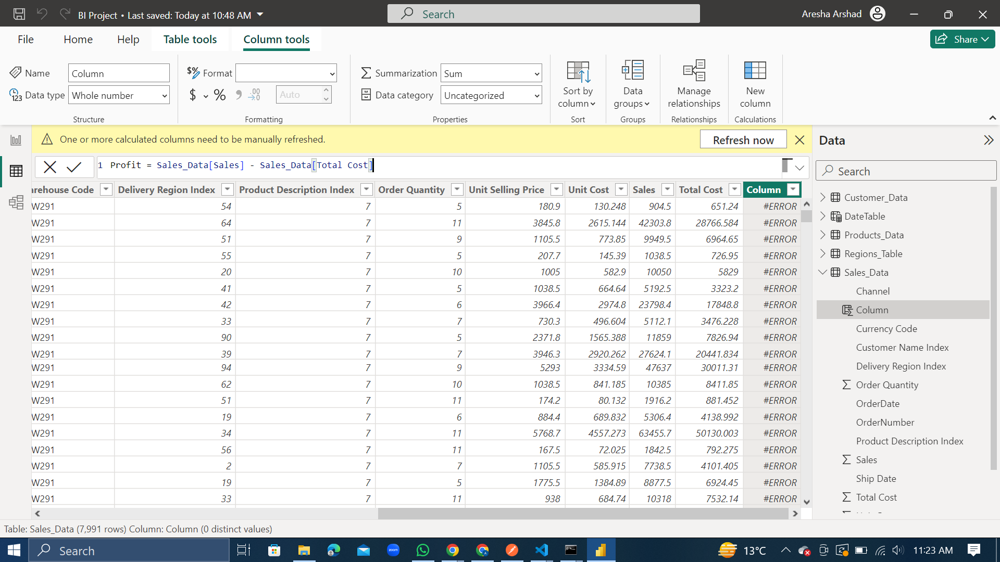 BI Project • Last saved: Today at 10:48 AM
Search
Aresha Arshad
File Home Help Table tools Column tools
Share
Name Column
Format
Summarization Sum
Data type Whole number
$ % Auto
Data category Uncategorized
Sort by column
Data groups
Manage relationships
New column
Structure Formatting Properties Sort Groups Relationships Calculations
One or more calculated columns need to be manually refreshed.
Refresh now
Data
1 Profit = Sales_Data[Sales] - Sales_Data[Total Cost]
Search
arehouse Code Delivery Region Index Product Description Index Order Quantity Unit Selling Price Unit Cost Sales Total Cost Column
W291 54 7 5 180.9 130.248 904.5 651.24 #ERROR
W291 64 7 11 3845.8 2615.144 42303.8 28766.584 #ERROR
W291 51 7 9 1105.5 773.85 9949.5 6964.65 #ERROR
W291 55 7 5 207.7 145.39 1038.5 726.95 #ERROR
W291 20 7 10 1005 582.9 10050 5829 #ERROR
W291 41 7 5 1038.5 664.64 5192.5 3323.2 #ERROR
W291 42 7 6 3966.4 2974.8 23798.4 17848.8 #ERROR
W291 33 7 7 730.3 496.604 5112.1 3476.228 #ERROR
W291 90 7 5 2371.8 1565.388 11859 7826.94 #ERROR
W291 39 7 7 3946.3 2920.262 27624.1 20441.834 #ERROR
W291 94 7 9 5293 3334.59 47637 30011.31 #ERROR
W291 62 7 10 1038.5 841.185 10385 8411.85 #ERROR
W291 51 7 11 174.2 80.132 1916.2 881.452 #ERROR
W291 19 7 6 884.4 689.832 5306.4 4138.992 #ERROR
W291 34 7 11 5768.7 4557.273 63455.7 50130.003 #ERROR
W291 56 7 11 167.5 72.025 1842.5 792.275 #ERROR
W291 2 7 7 1105.5 585.915 7738.5 4101.405 #ERROR
W291 19 7 5 1775.5 1384.89 8877.5 6924.45 #ERROR
W291 33 7 11 938 684.74 10318 7532.14 #ERROR
Customer_Data
DateTable
Products_Data
Regions_Table
Sales_Data
Channel
Column
Currency Code
Customer Name Index
Delivery Region Index
Order Quantity
OrderDate
OrderNumber
Product Description Index
Sales
Ship Date
Total Cost
Table: Sales_Data (7,991 rows) Column: Column (0 distinct values)
Search
zoom
13°C
11:23 AM